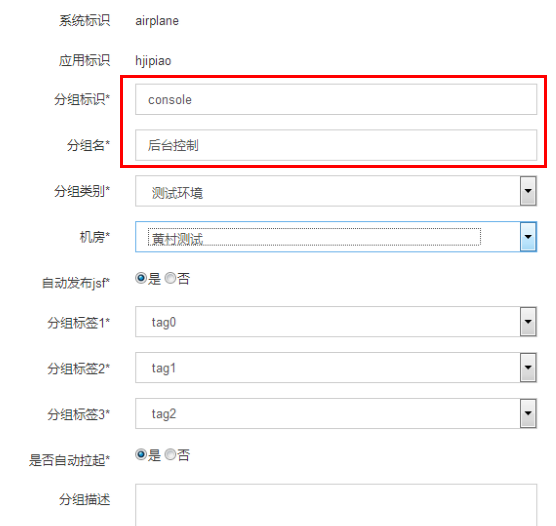 系统标识 airplane
应用标识 hjipiao
分组标识* console
分组名* 后台控制
分组类别* 测试环境
机房* 黄村测试
自动发布jsf* 是 否
分组标签1* tag0
分组标签2* tag1
分组标签3* tag2
是否自动拉起* 是 否
分组描述